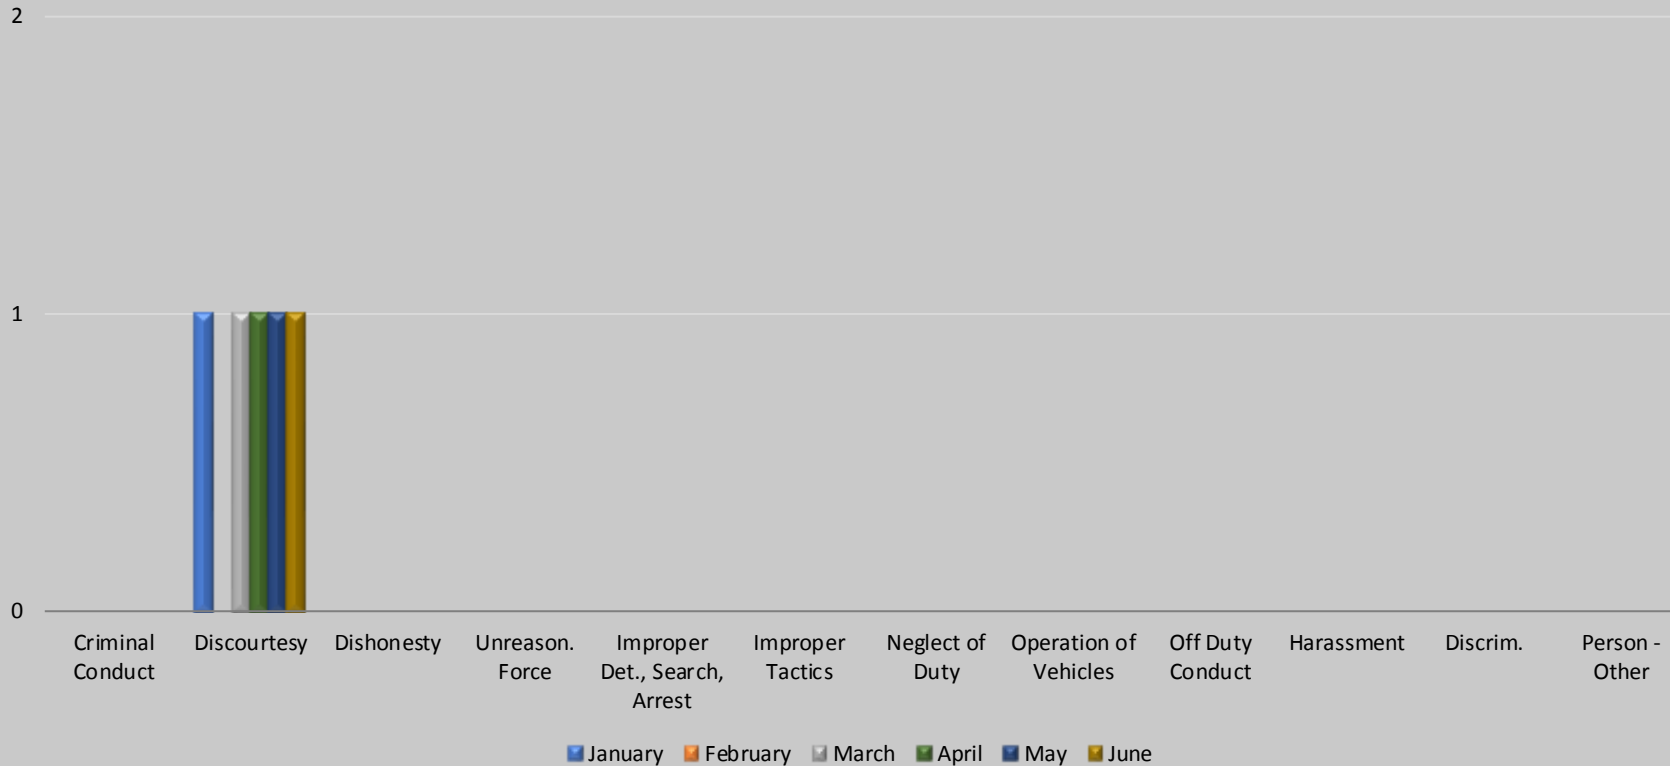 2
1
0
Criminal Conduct
Discourtesy
Dishonesty
Unreason. Force
Improper Det., Search, Arrest
Improper Tactics
Neglect of Duty
Operation of Vehicles
Off Duty Conduct
Harassment
Discrim.
Person - Other
January February March April May June